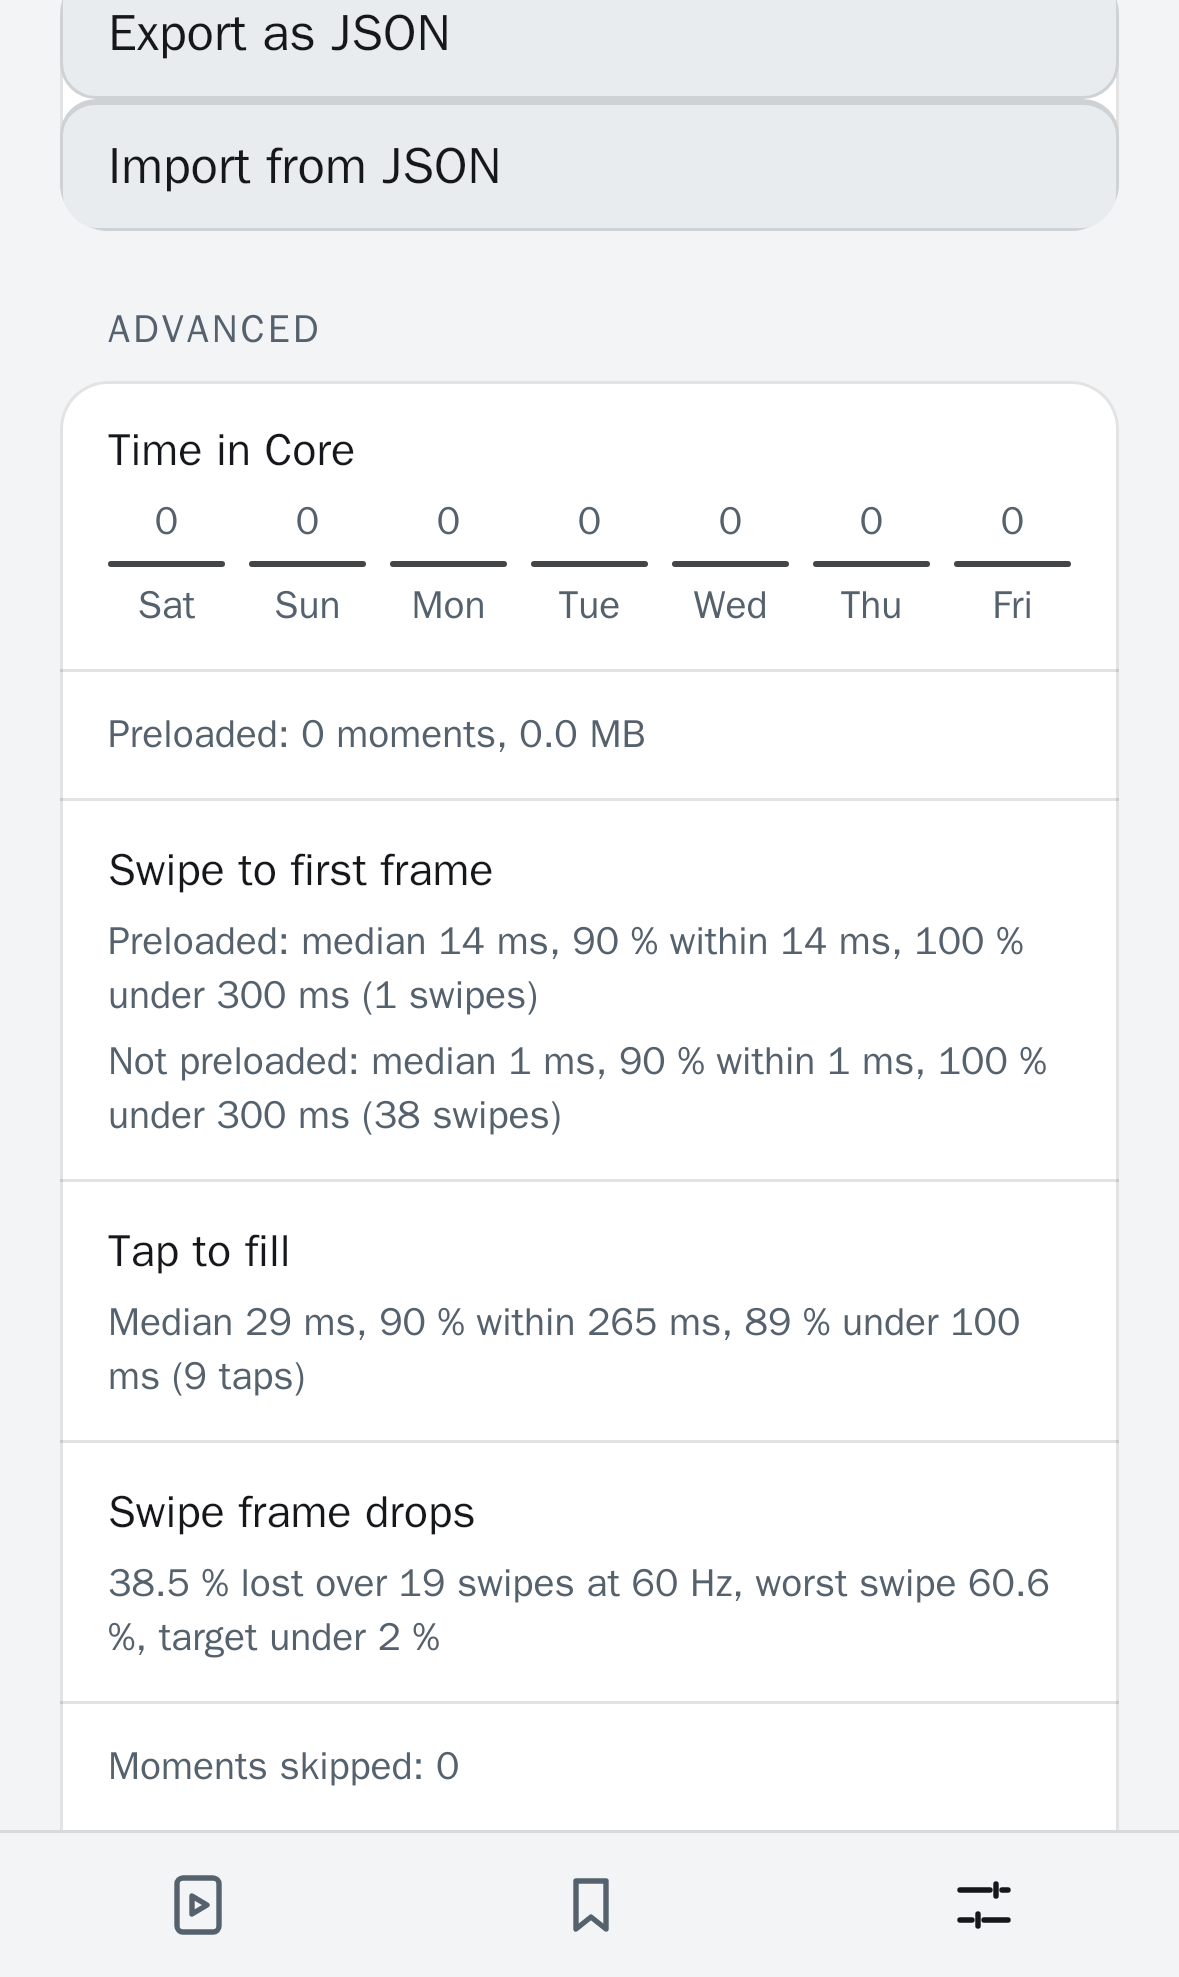 Export as JSON
Import from JSON
ADVANCED
Time in Core
0 0 0 0 0 0 0
Sat Sun Mon Tue Wed Thu Fri
Preloaded: 0 moments, 0.0 MB
Swipe to first frame
Preloaded: median 14 ms, 90 % within 14 ms, 100 %
under 300 ms (1 swipes)
Not preloaded: median 1 ms, 90 % within 1 ms, 100 %
under 300 ms (38 swipes)
Tap to fill
Median 29 ms, 90 % within 265 ms, 89 % under 100
ms (9 taps)
Swipe frame drops
38.5 % lost over 19 swipes at 60 Hz, worst swipe 60.6
%, target under 2 %
Moments skipped: 0